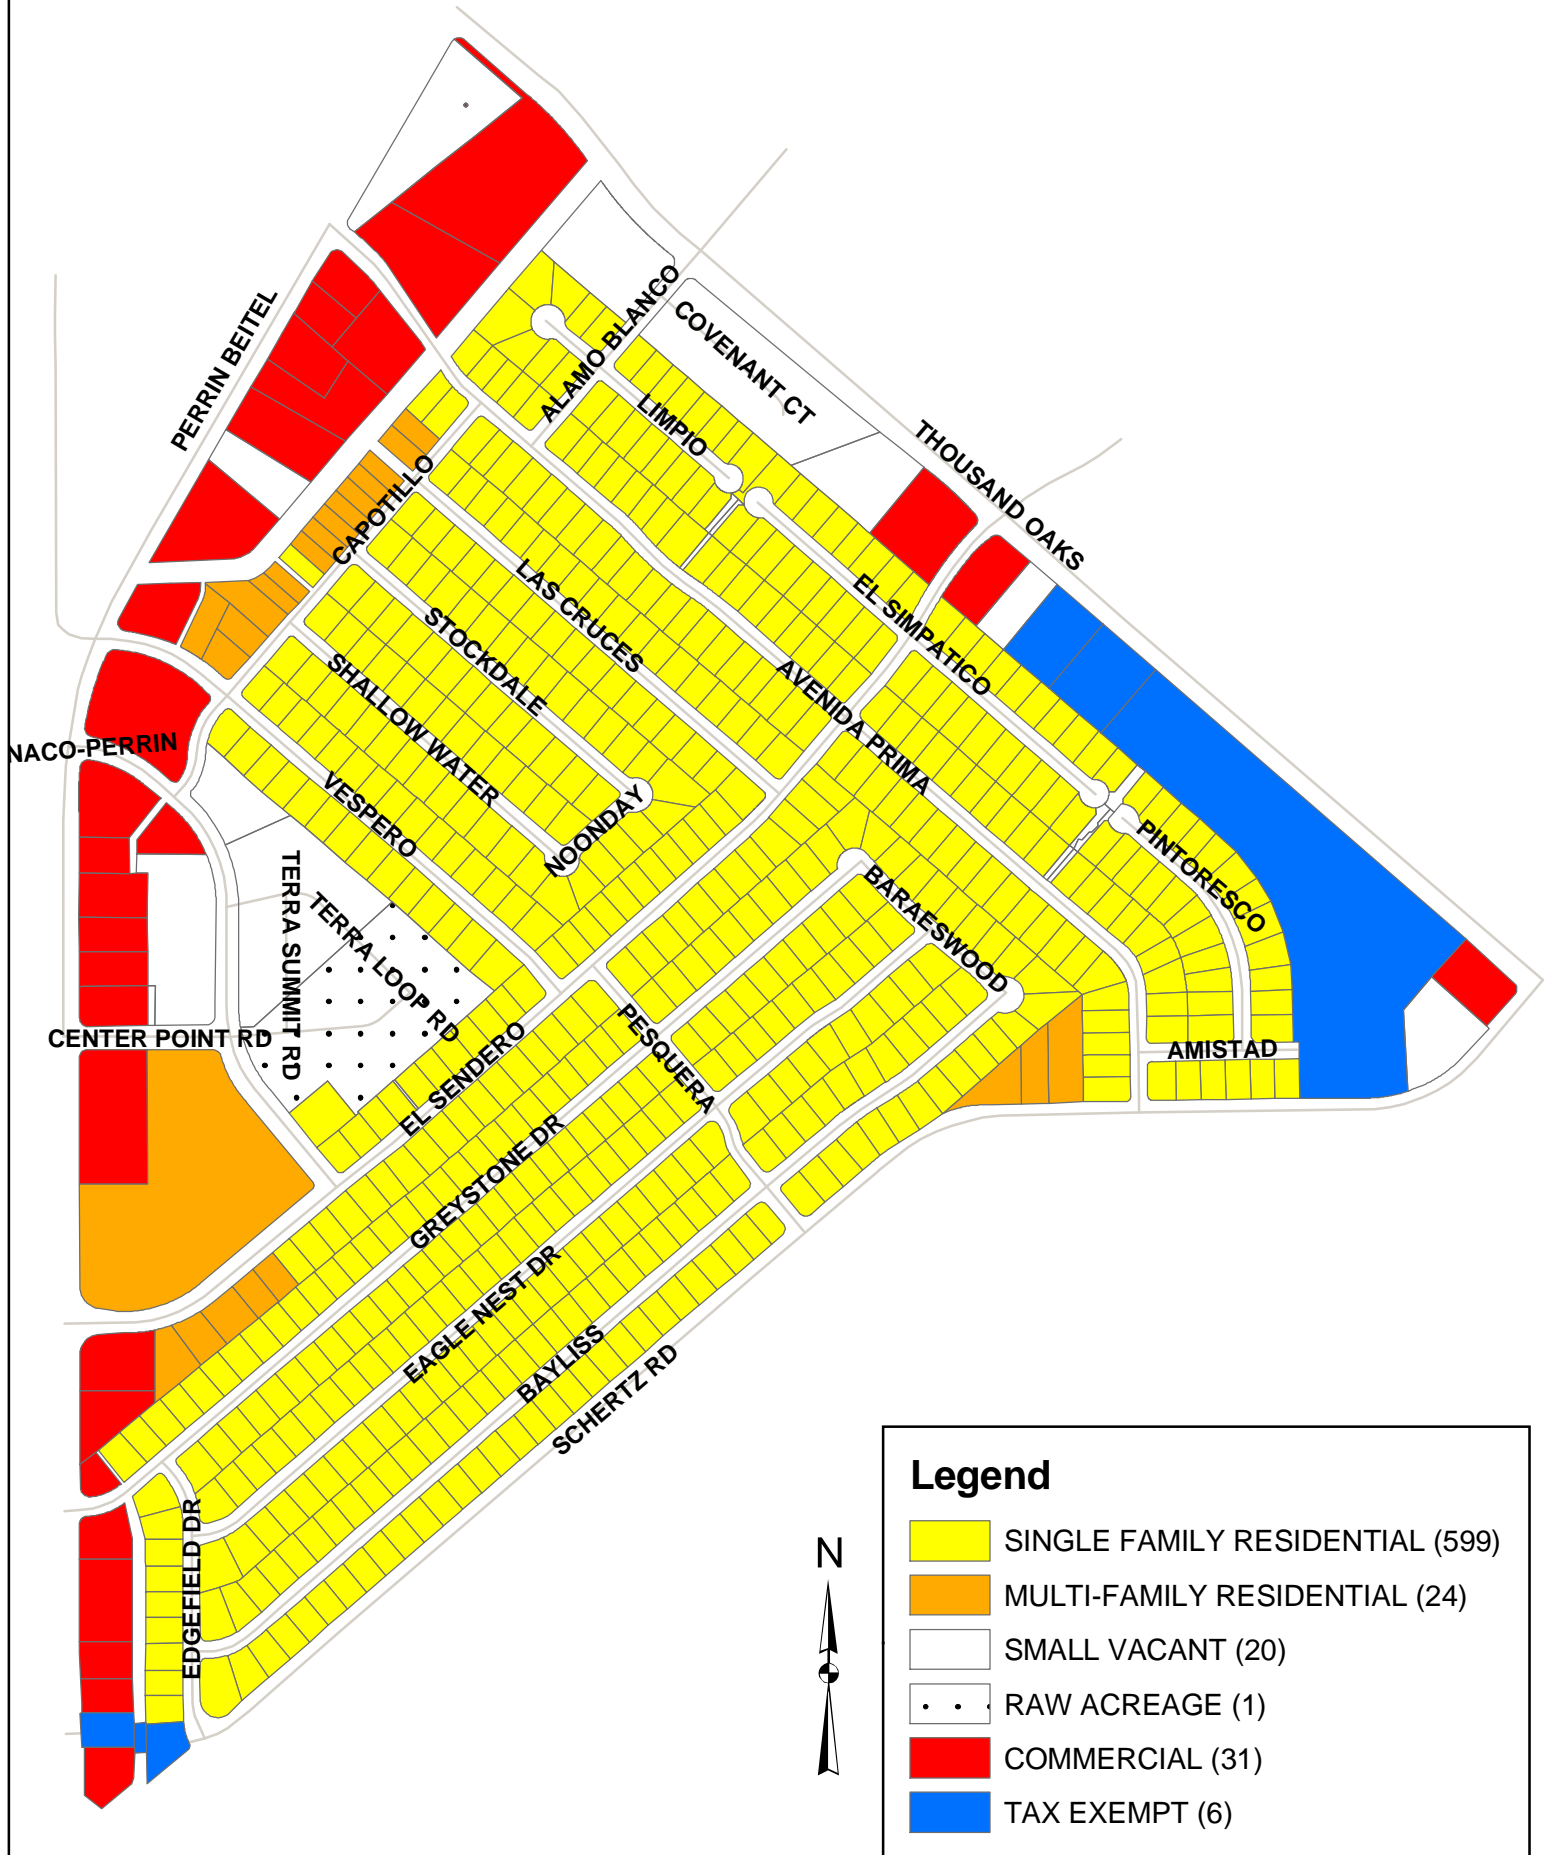 ALAMO BLANCO
COVENANT CT
PERRIN BEITEL
LIMPIO
THOUSAND OAKS
CAPOTILLO
LAS CRUCES
EL SIMPATICO
STOCKDALE
SHALLOW WATER
AVENIDA PRIMA
NACO-PERRIN
VESPERO
NOONDAY
PINTORESCO
BARAESWOOD
TERRA SUMMIT RD
TERRA LOOP RD
CENTER POINT RD
PESQUERA
AMISTAD
EL SENDERO
GREYSTONE DR
EAGLE NEST DR
BAYLISS
SCHERTZ RD
EDGEFIELD DR
N
Legend
SINGLE FAMILY RESIDENTIAL (599)
MULTI-FAMILY RESIDENTIAL (24)
SMALL VACANT (20)
RAW ACREAGE (1)
COMMERCIAL (31)
TAX EXEMPT (6)